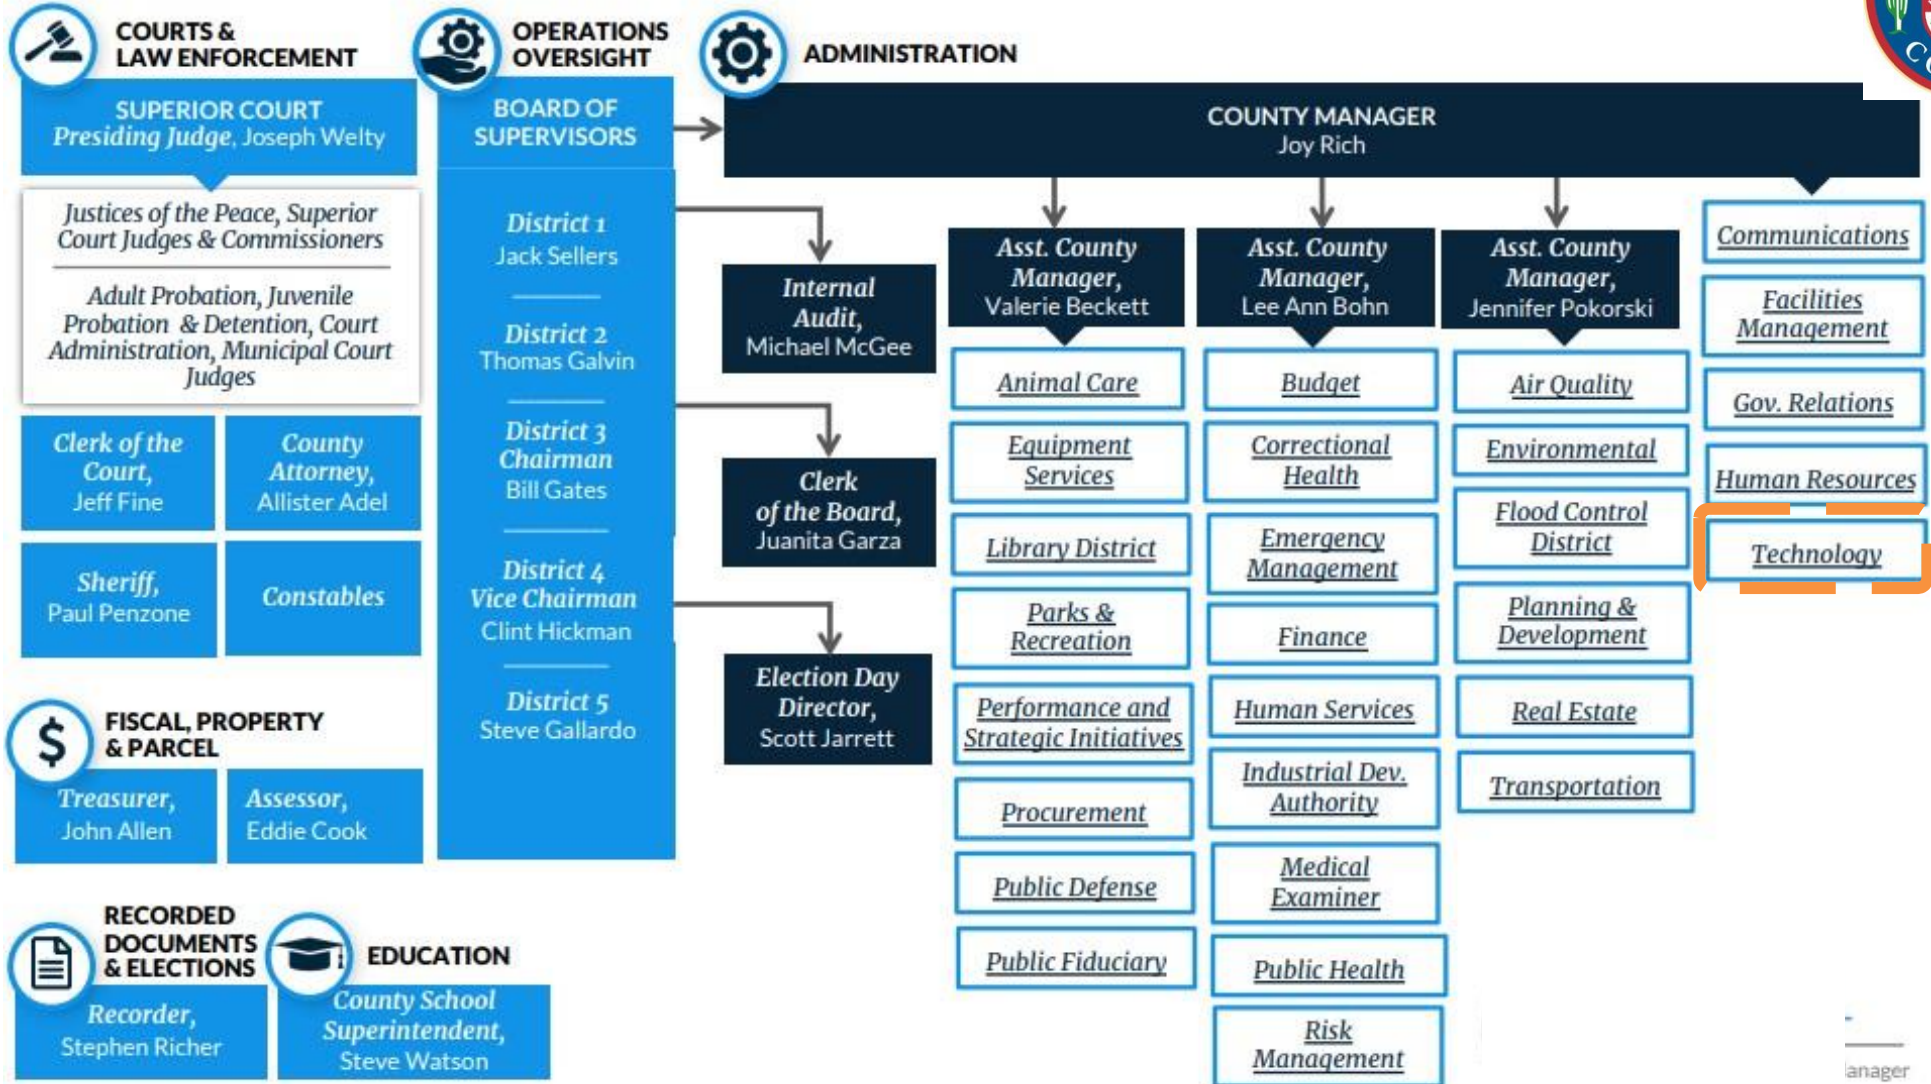 COURTS &
LAW ENFORCEMENT
SUPERIOR COURT
Presiding Judge, Joseph Welty
Justices of the Peace, Superior
Court Judges & Commissioners
Adult Probation, Juvenile
Probation & Detention, Court
Administration, Municipal Court
Judges
Clerk of the
Court,
Jeff Fine
County
Attorney,
Allister Adel
Sheriff,
Paul Penzone
Constables
FISCAL, PROPERTY
& PARCEL
$
Treasurer,
John Allen
Assessor,
Eddie Cook
RECORDED
DOCUMENTS
& ELECTIONS
Recorder,
Stephen Richer
EDUCATION
County School
Superintendent,
Steve Watson
OPERATIONS
OVERSIGHT
BOARD OF
SUPERVISORS
District 1
Jack Sellers
District 2
Thomas Galvin
District 3
Chairman
Bill Gates
District 4
Vice Chairman
Clint Hickman
District 5
Steve Gallardo
ADMINISTRATION
COUNTY MANAGER
Joy Rich
Internal
Audit,
Michael McGee
Clerk
of the Board,
Juanita Garza
Election Day
Director,
Scott Jarrett
Asst. County
Manager,
Valerie Beckett
Animal Care
Equipment
Services
Library District
Parks &
Recreation
Performance and
Strategic Initiatives
Procurement
Public Defense
Public Fiduciary
Asst. County
Manager,
Lee Ann Bohn
Budget
Correctional
Health
Emergency
Management
Finance
Human Services
Industrial Dev.
Authority
Medical
Examiner
Public Health
Risk
Management
Asst. County
Manager,
Jennifer Pokorski
Air Quality
Environmental
Flood Control
District
Planning &
Development
Real Estate
Transportation
Communications
Facilities
Management
Gov. Relations
Human Resources
Technology
anager